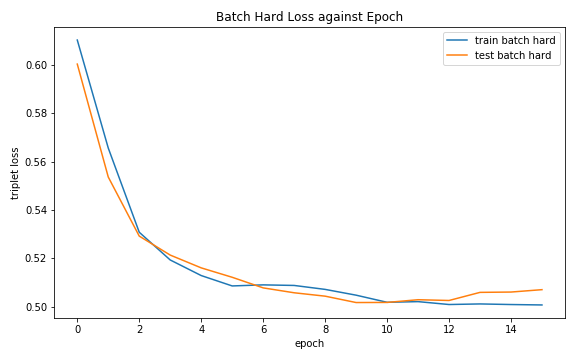 Batch Hard Loss against Epoch
train batch hard
test batch hard
triplet loss
0.60
0.58
0.56
0.54
0.52
0.50
0 2 4 6 8 10 12 14
epoch